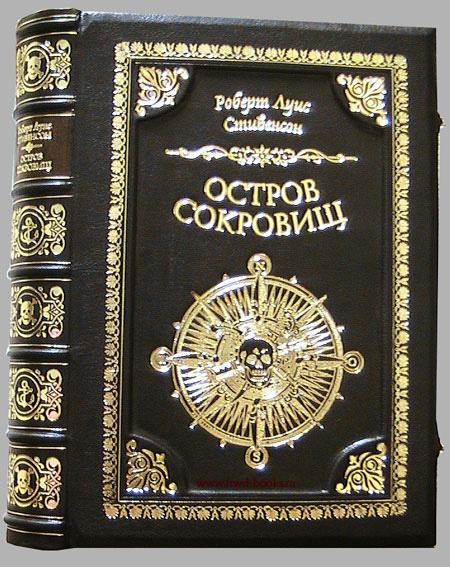 Роберт Луис
Стивенсон
ОСТРОВ
СОКРОВИЩ
Роберт Луис
Стивенсон
ОСТРОВ
СОКРОВИЩ
N
O
S